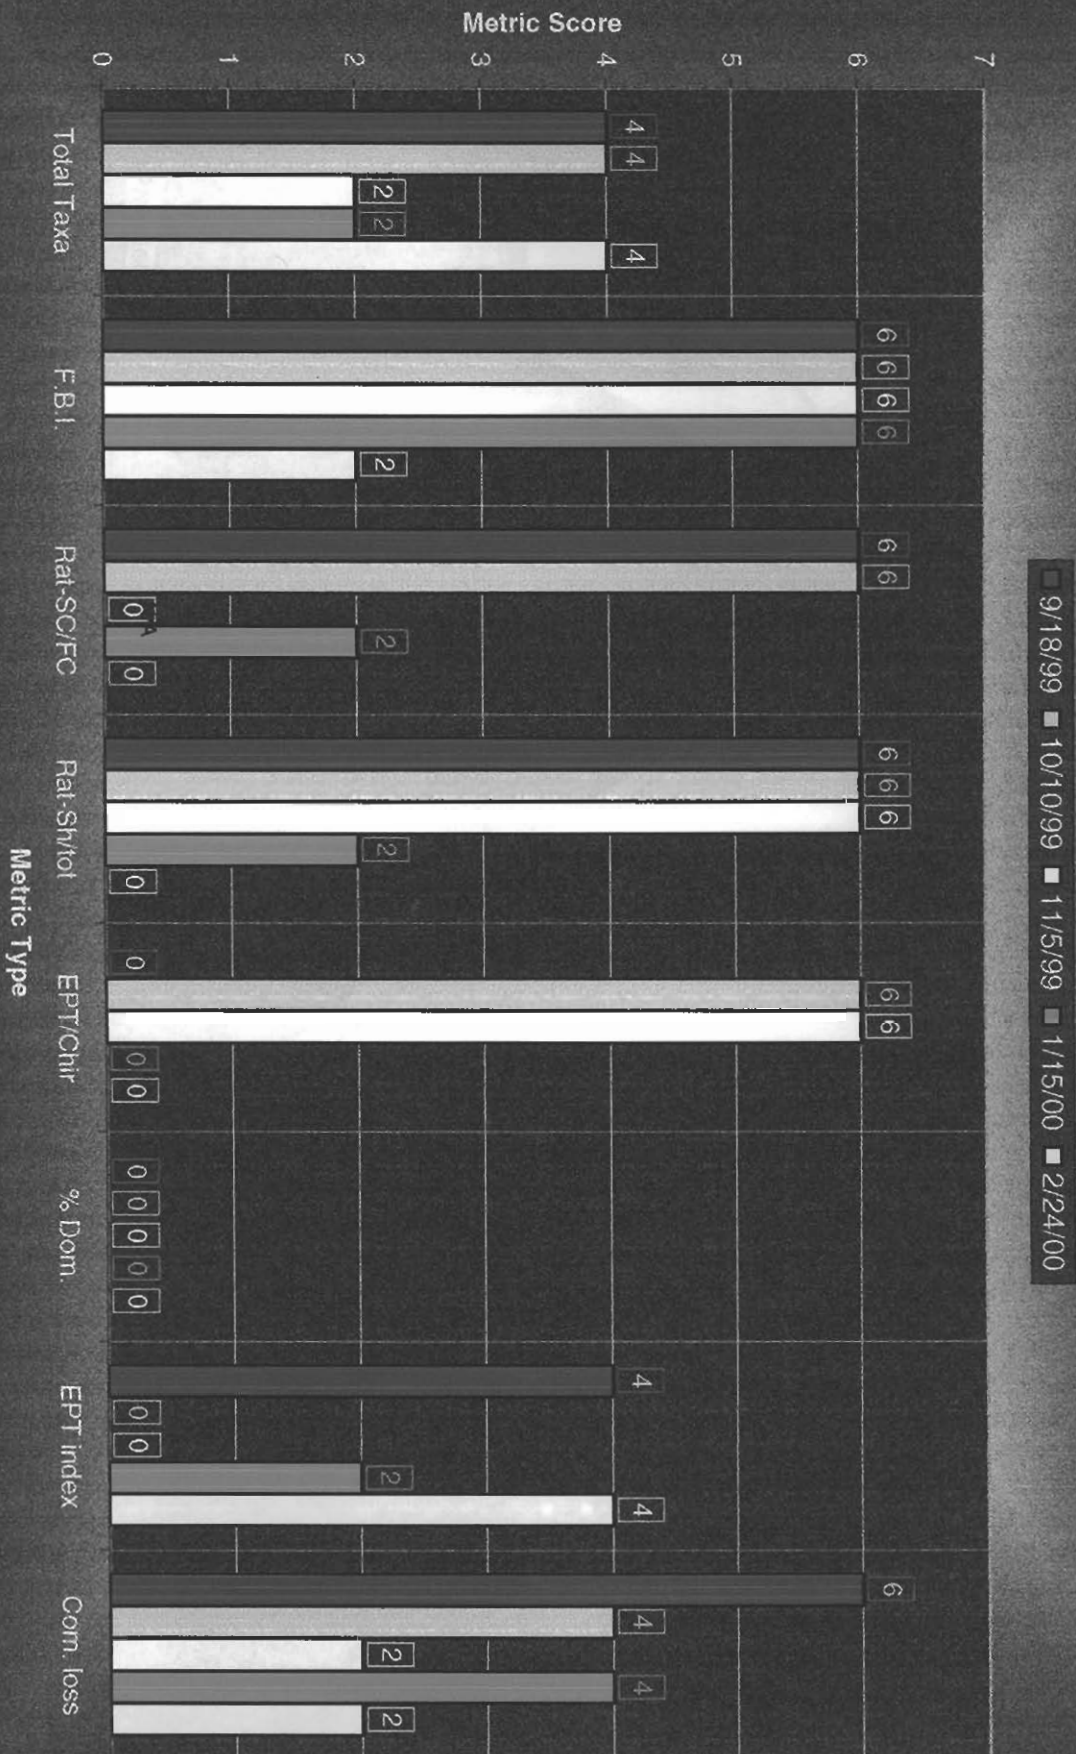 9/18/99 10/10/99 11/5/99 1/15/00 2/24/00
Metric Score
7
6
5
4
3
2
1
0
4 4 2 2 4
6 6 6 6 2
6 6 0 2 0
6 6 6 2 0
0 6 6 0 0
0 0 0 0 0
4 0 0 2 4
6 4 2 4 2
Total Taxa F.B.I. Rat-SC/FC Rat-Sh/tot EPT/Chir % Dom. EPT index Com. loss
Metric Type